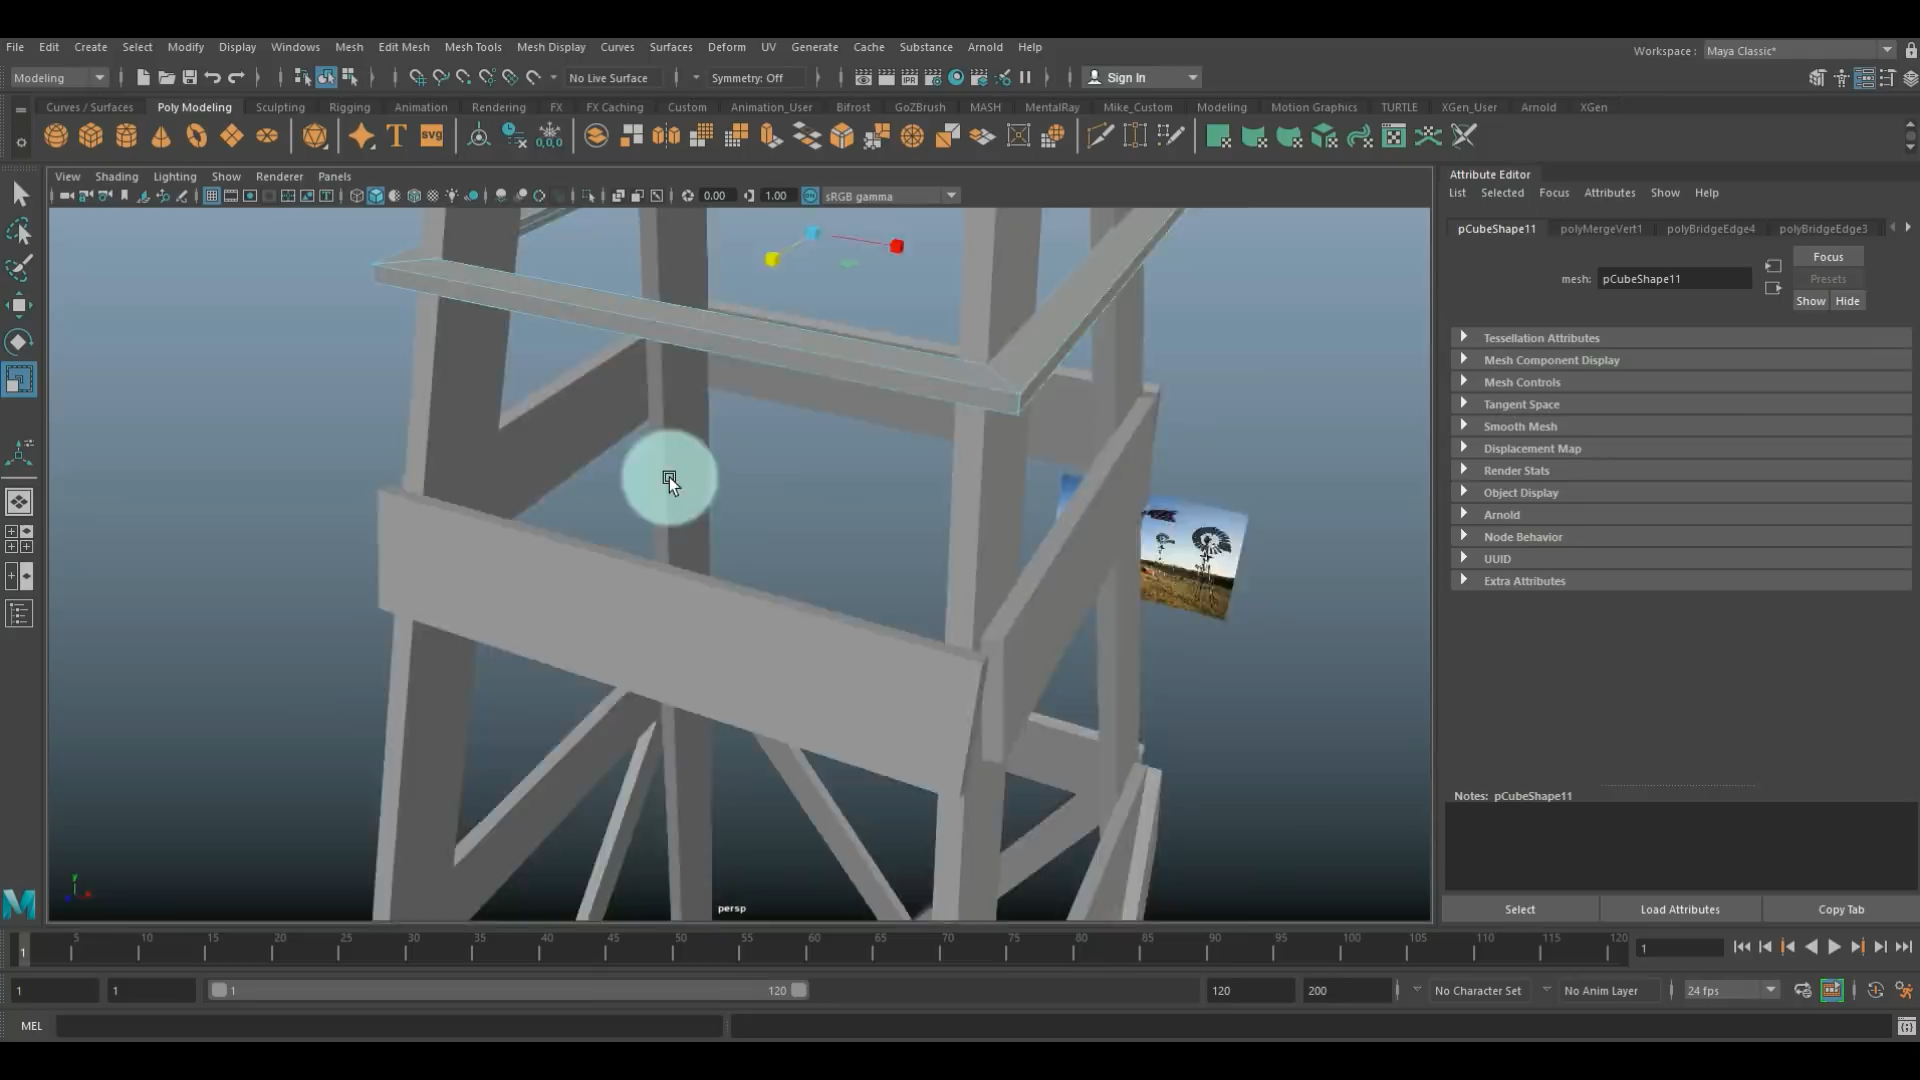 File Edit Create Select Modify Display Windows Mesh Edit Mesh Mesh Tools Mesh Display Curves Surfaces Deform UV Generate Cache Substance Arnold Help
Workspace : Maya Classic*
Modeling No Live Surface Symmetry: Off Sign In
Curves / Surfaces Poly Modeling Sculpting Rigging Animation Rendering FX FX Caching Custom Animation_User Bifrost GoZBrush MASH MentalRay Mike_Custom Modeling Motion Graphics TURTLE XGen_User Arnold XGen
T svg 0,0,0
IPR
View Shading Lighting Show Renderer Panels
0.00 1.00 sRGB gamma
persp
y
Attribute Editor
List Selected Focus Attributes Show Help
pCubeShape11 polyMergeVert1 polyBridgeEdge4 polyBridgeEdge3
Focus
mesh: pCubeShape11
Presets
Show Hide
Tessellation Attributes
Mesh Component Display
Mesh Controls
Tangent Space
Smooth Mesh
Displacement Map
Render Stats
Object Display
Arnold
Node Behavior
UUID
Extra Attributes
Notes: pCubeShape11
Select Load Attributes Copy Tab
1 5 10 15 20 25 30 35 40 45 50 55 60 65 70 75 80 85 90 95 100 105 110 115 120 1
1 1 1 120 120 200 No Character Set No Anim Layer 24 fps
MEL